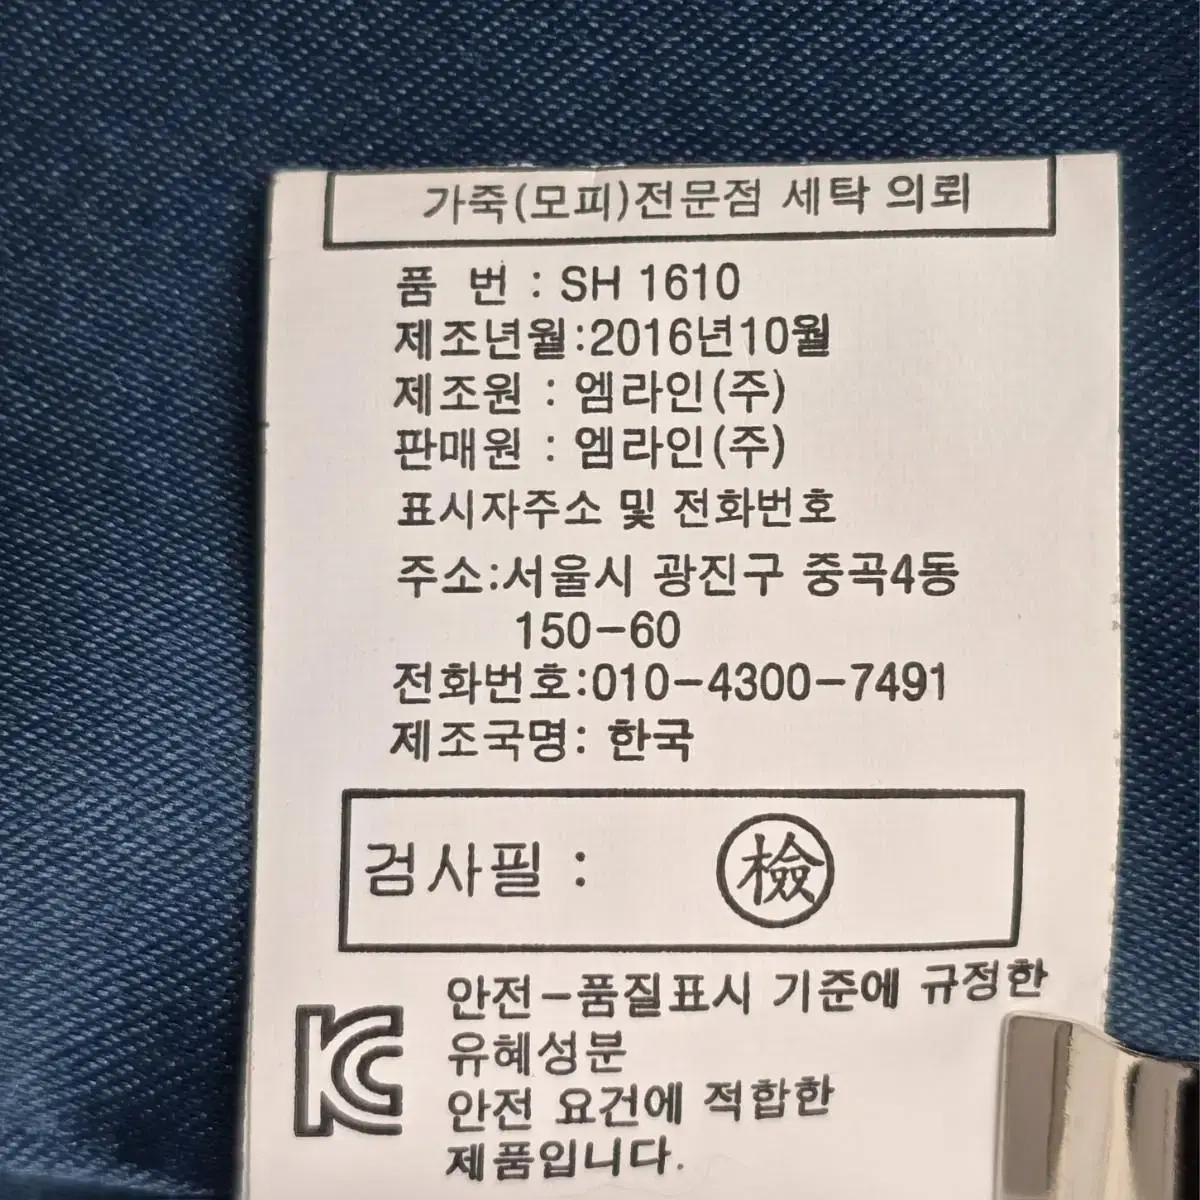 가죽(모피)전문점 세탁 의뢰
품 번 : SH 1610
제조년월:2016년10월
제조원 : 엠라인(주)
판매원 : 엠라인(주)
표시자주소 및 전화번호
주소:서울시 광진구 중곡4동
150-60
전화번호:010-4300-7491
제조국명: 한국
검사필 : 檢
안전-품질표시 기준에 규정한
유혜성분
안전 요건에 적합한
제품입니다.
KC